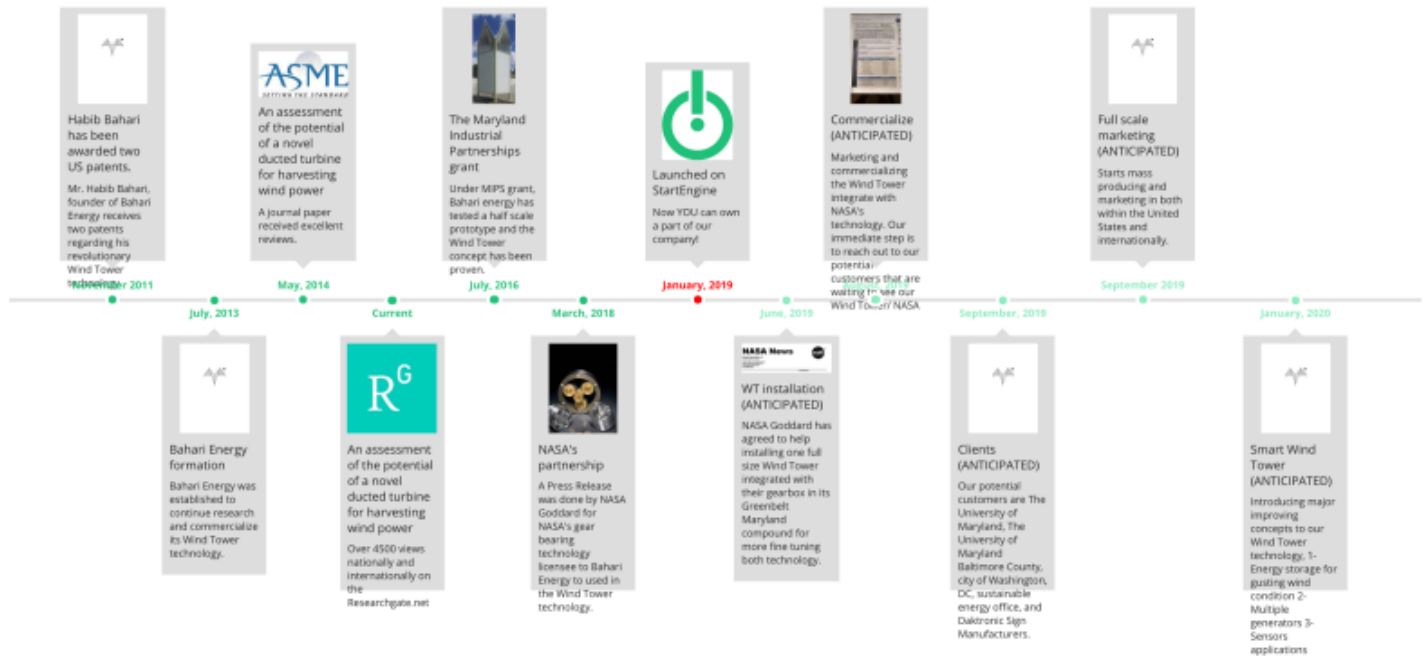 Habib Bahari
has been
awarded two
US patents.
Mr. Habib Bahari,
founder of Bahari
Energy receives
two patents
regarding his
revolutionary
Wind Tower
technology.
November 2011
July, 2013
Bahari Energy
formation
Bahari Energy was
established to
continue research
and commercialize
its Wind Tower
technology.
ASME
SETTING THE STANDARD
An assessment
of the potential
of a novel
ducted turbine
for harvesting
wind power
A journal paper
received excellent
reviews.
May, 2014
Current
RG
An assessment
of the potential
of a novel
ducted turbine
for harvesting
wind power
Over 4500 views
nationally and
internationally on
the
Researchgate.net
The Maryland
Industrial
Partnerships
grant
Under MIPS grant,
Bahari energy has
tested a half scale
prototype and the
Wind Tower
concept has been
proven.
July, 2016
March, 2018
NASA's
partnership
A Press Release
was done by NASA
Goddard for
NASA's gear
bearing
technology
licensee to Bahari
Energy to used in
the Wind Tower
technology.
Launched on
StartEngine
Now YOU can own
a part of our
company!
January, 2019
June, 2019
NASA News
WT installation
(ANTICIPATED)
NASA Goddard has
agreed to help
installing one full
size Wind Tower
integrated with
their gearbox in its
Greenbelt
Maryland
compound for
more fine tuning
both technology.
Commercialize
(ANTICIPATED)
Marketing and
commercializing
the Wind Tower
integrate with
NASA's
technology. Our
immediate step is
to reach out to our
potential
customers that are
waiting to see our
Wind Tower/ NASA
September, 2019
Clients
(ANTICIPATED)
Our potential
customers are The
University of
Maryland, The
University of
Maryland
Baltimore County,
city of Washington,
DC, sustainable
energy office, and
Daktronic Sign
Manufacturers.
Full scale
marketing
(ANTICIPATED)
Starts mass
producing and
marketing in both
within the United
States and
internationally.
September 2019
January, 2020
Smart Wind
Tower
(ANTICIPATED)
Introducing major
improving
concepts to our
Wind Tower
technology, 1-
Energy storage for
gusting wind
condition 2-
Multiple
generators 3-
Sensors
applications